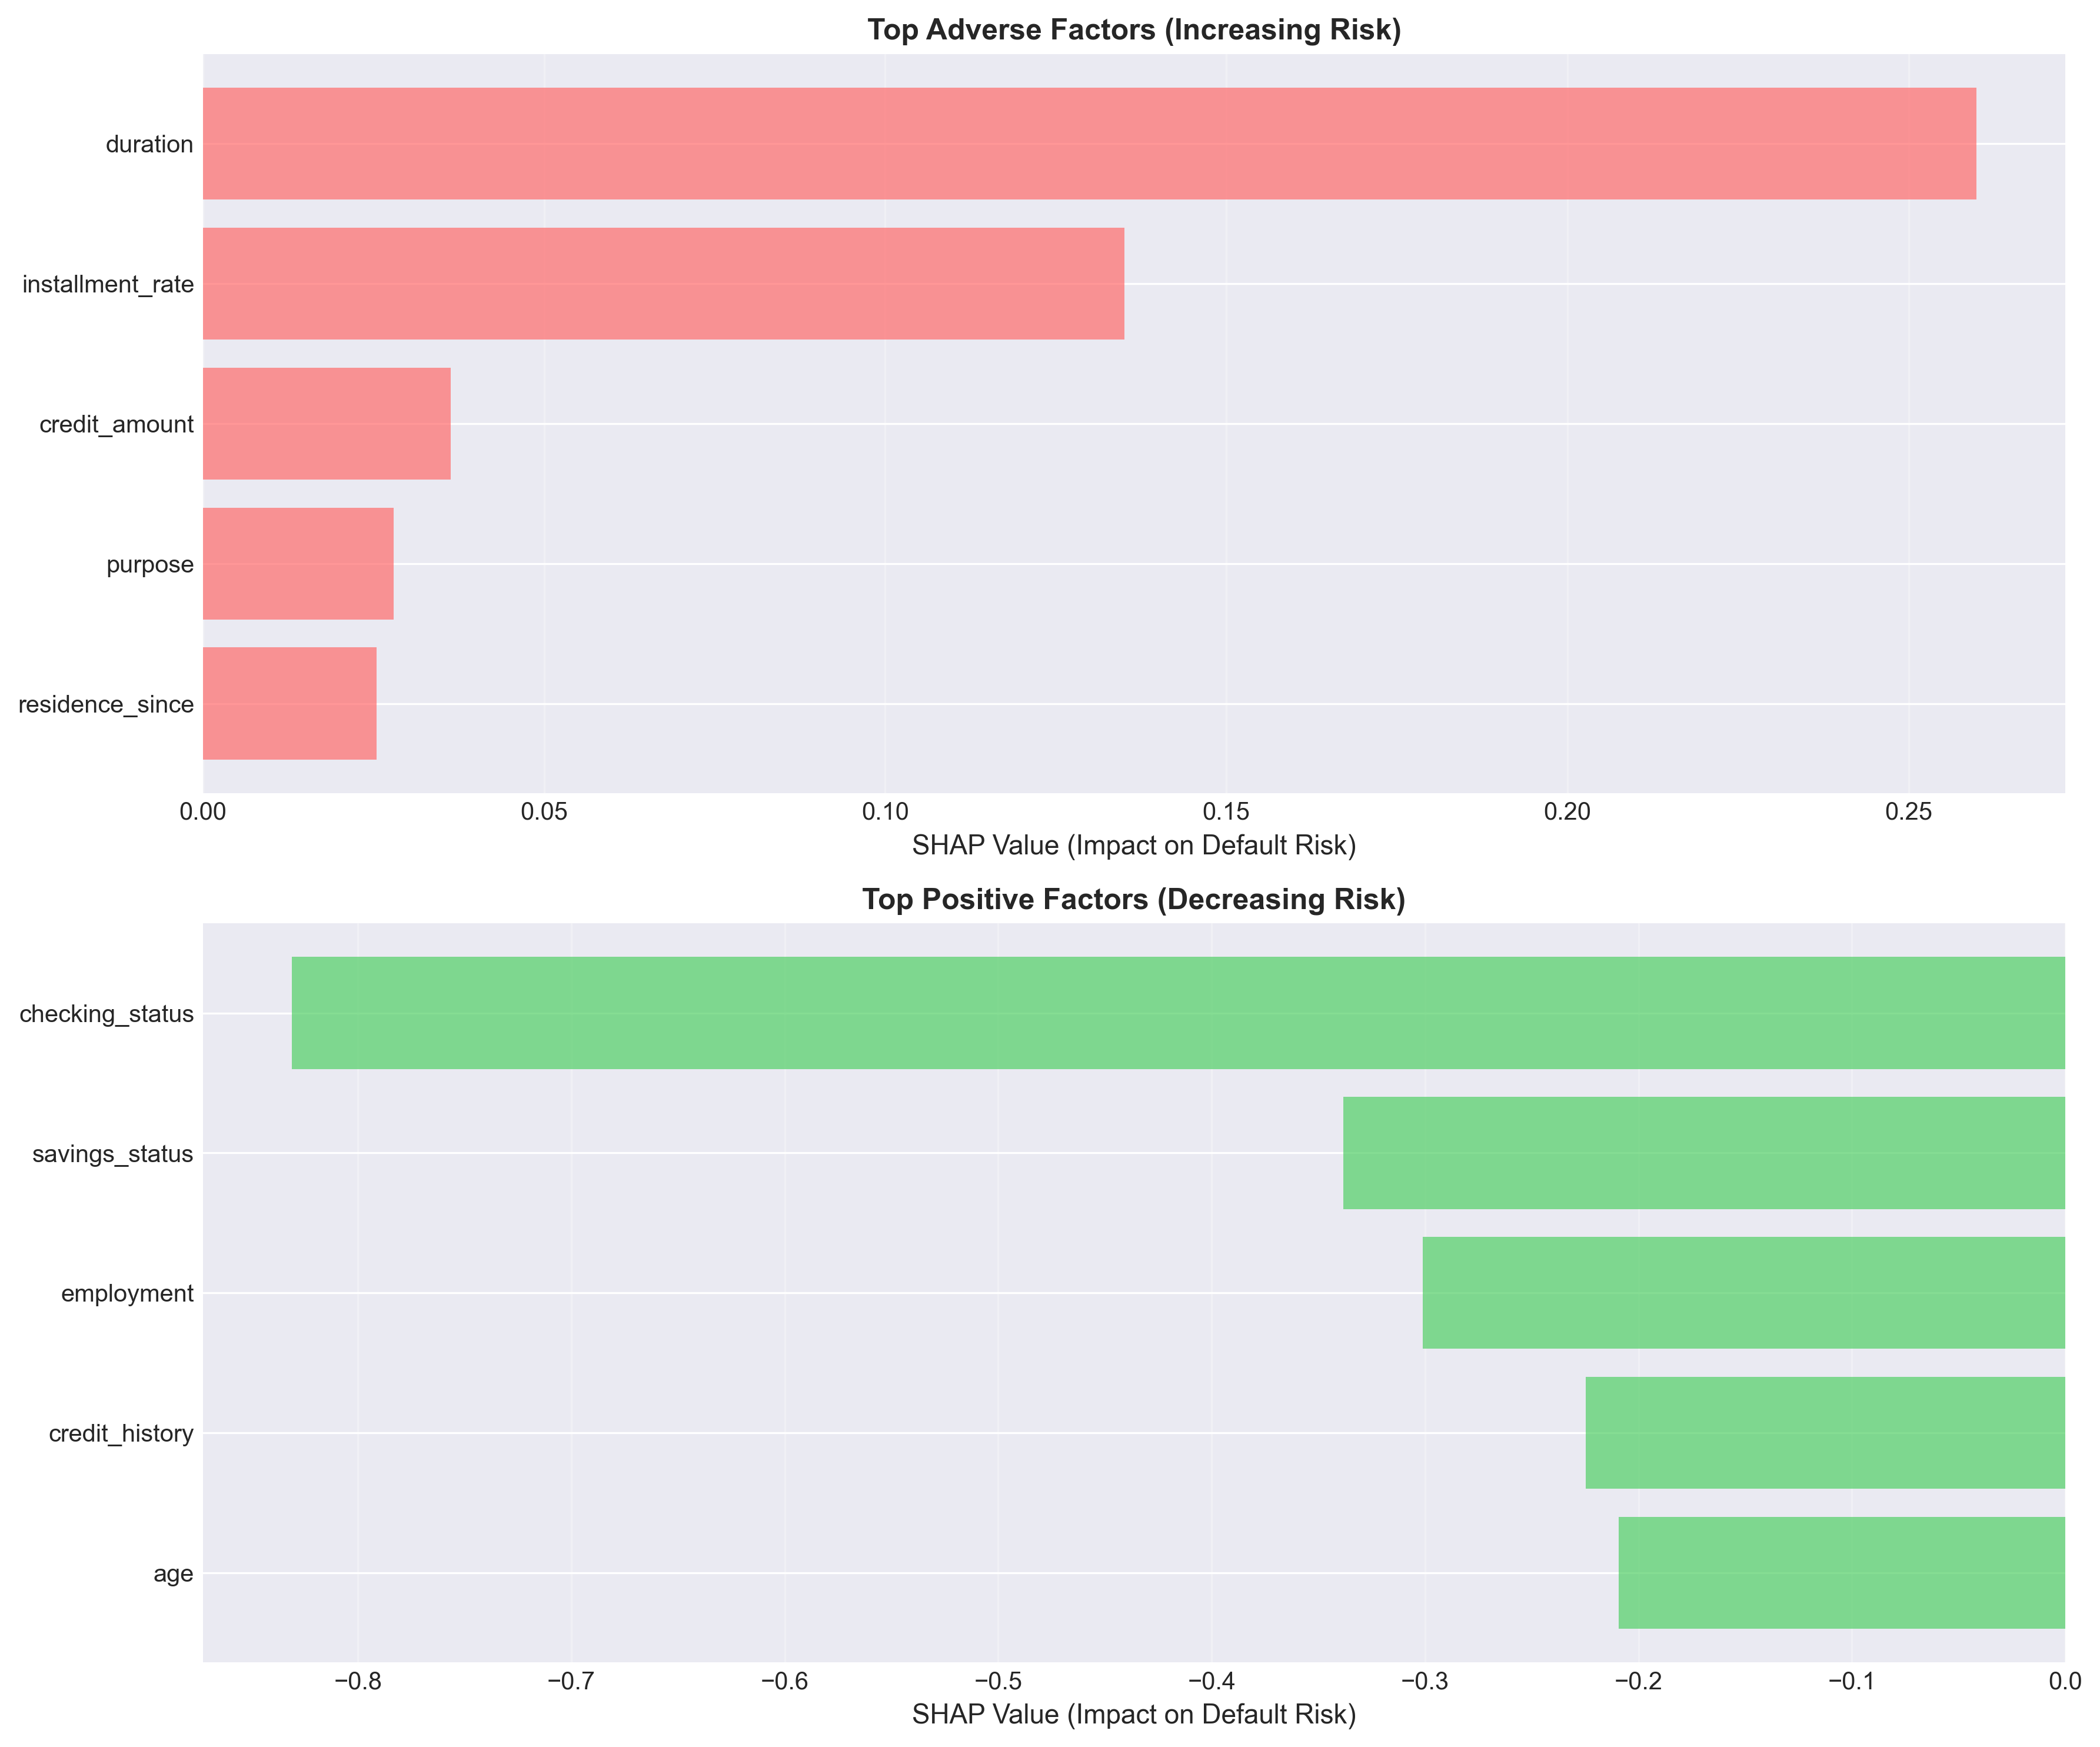 Top Adverse Factors (Increasing Risk)
duration
installment_rate
credit_amount
purpose
residence_since
0.00 0.05 0.10 0.15 0.20 0.25
SHAP Value (Impact on Default Risk)
Top Positive Factors (Decreasing Risk)
checking_status
savings_status
employment
credit_history
age
−0.8 −0.7 −0.6 −0.5 −0.4 −0.3 −0.2 −0.1 0.0
SHAP Value (Impact on Default Risk)